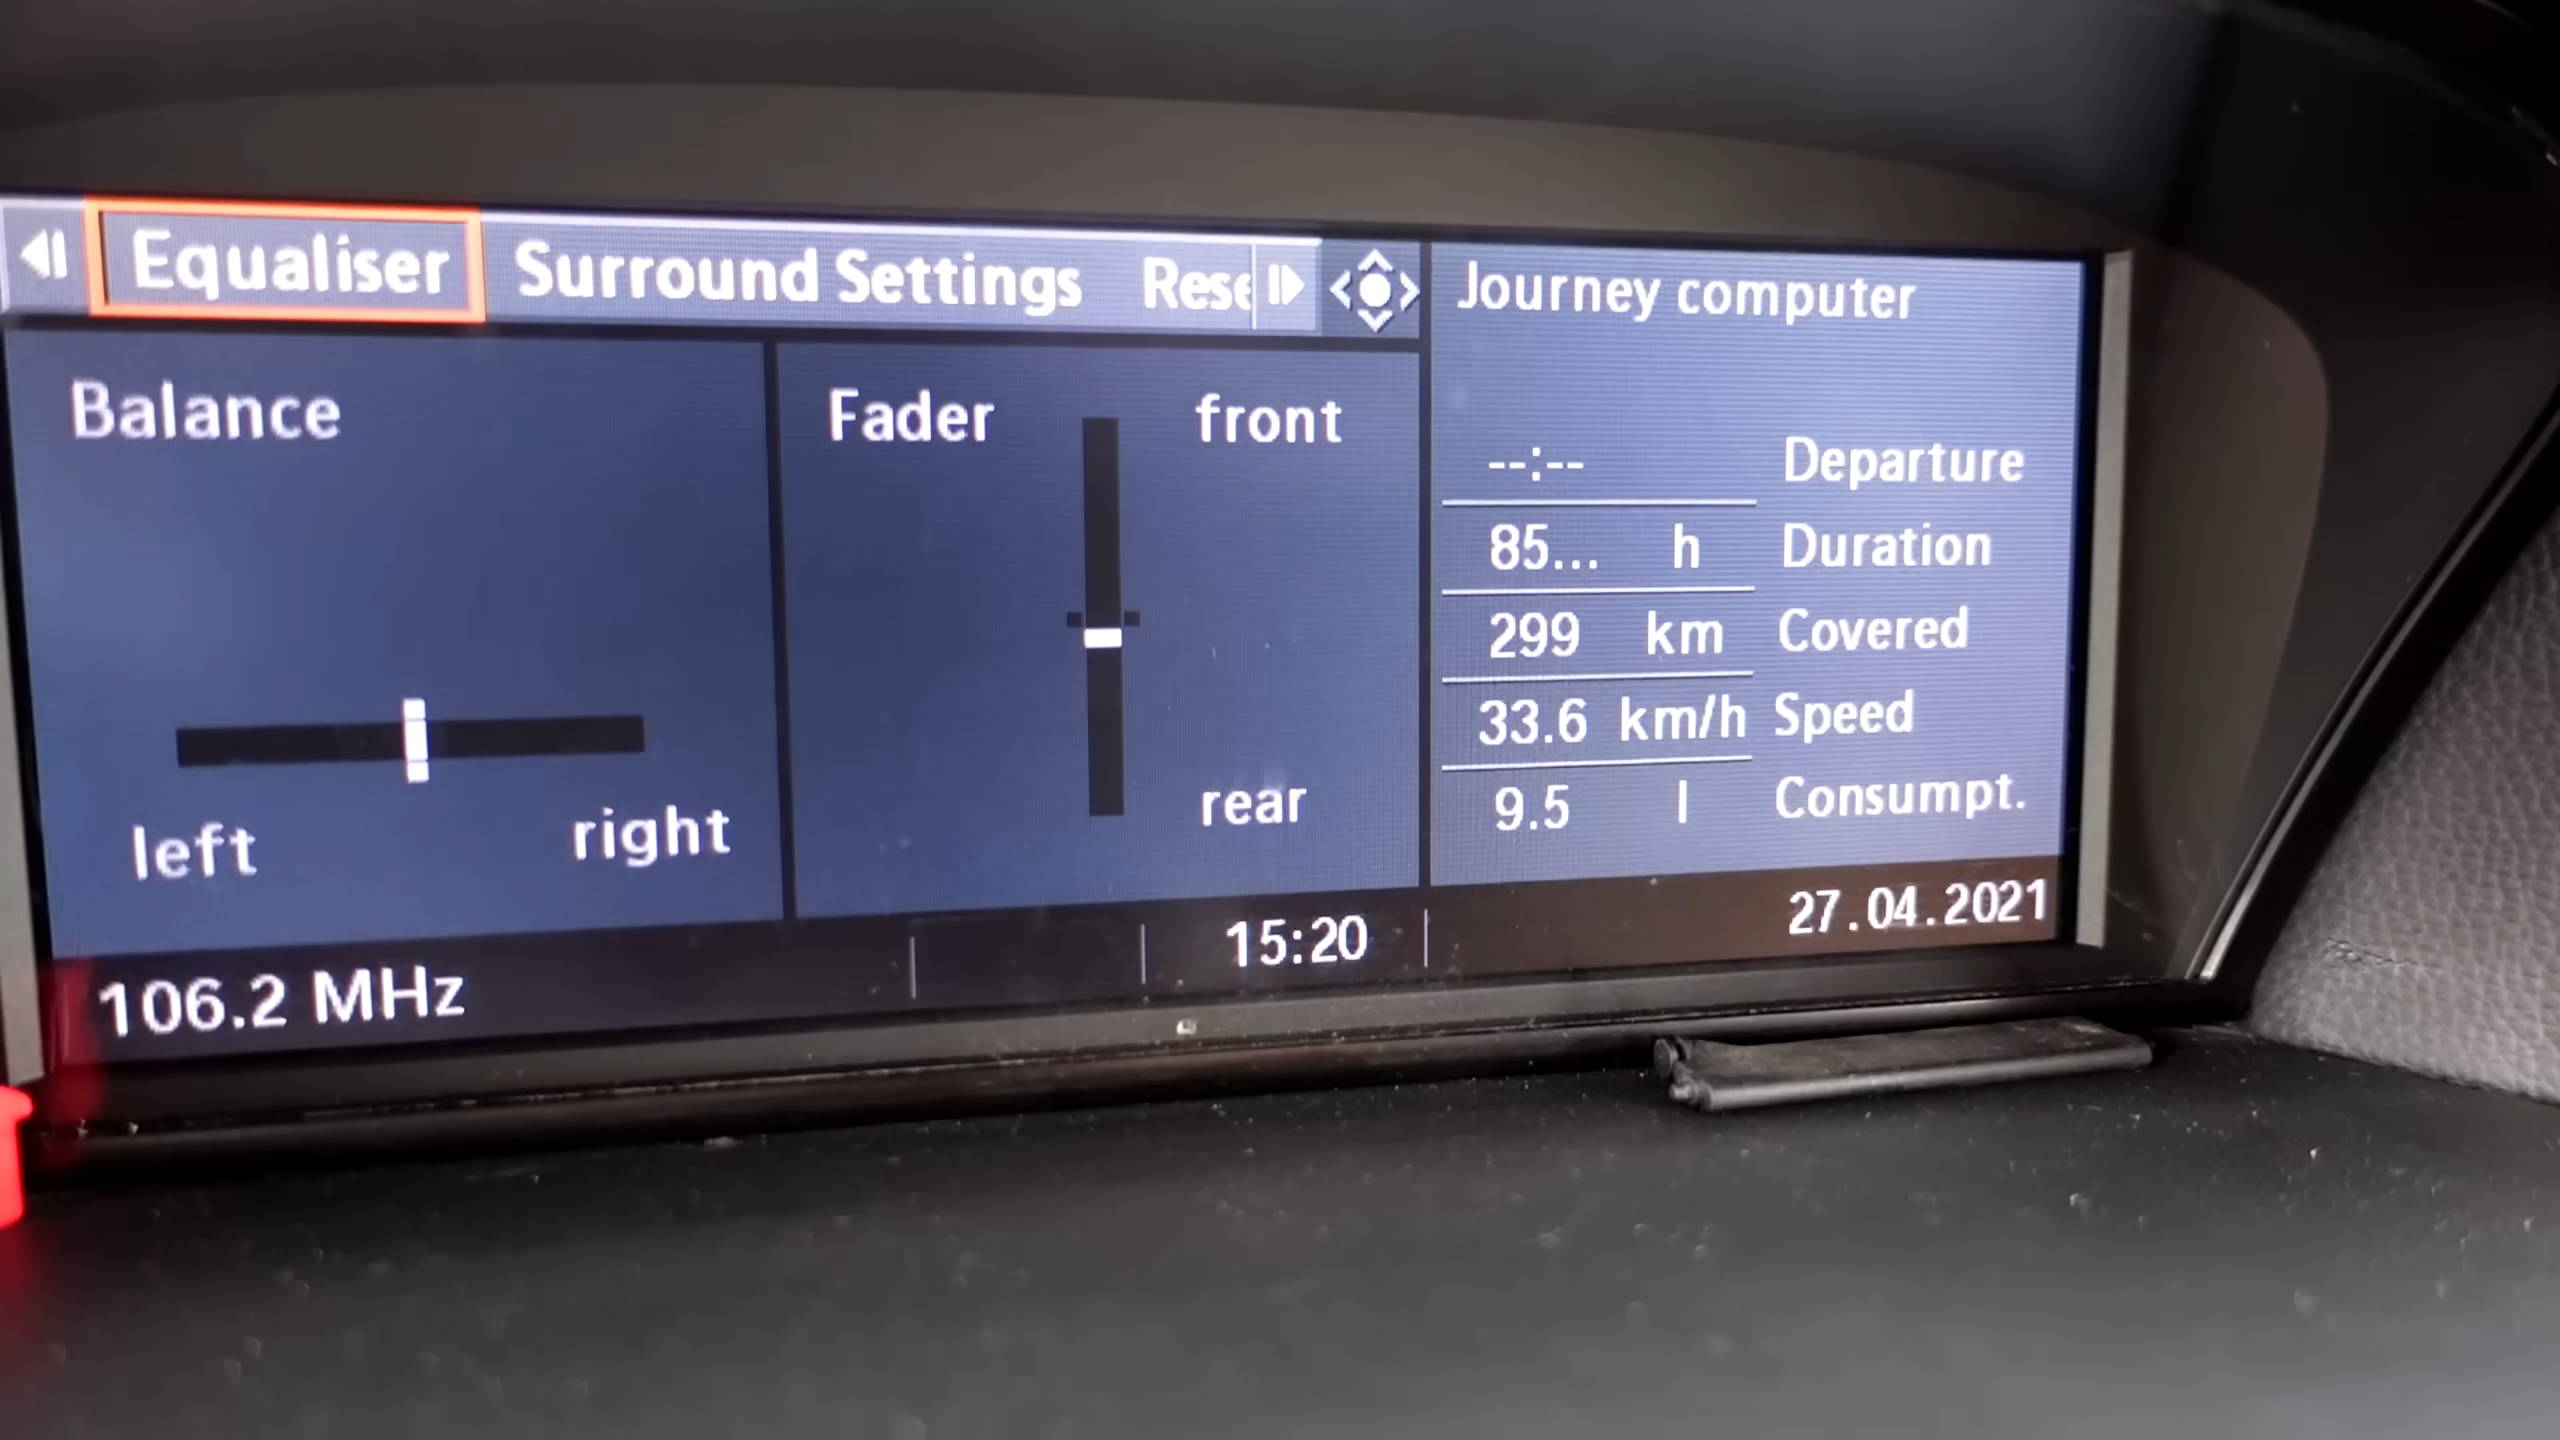 Equaliser Surround Settings Rese
Balance
left right
Fader front
rear
Journey computer
--:-- Departure
85... h Duration
299 km Covered
33.6 km/h Speed
9.5 l Consumpt.
106.2 MHz 15:20 27.04.2021